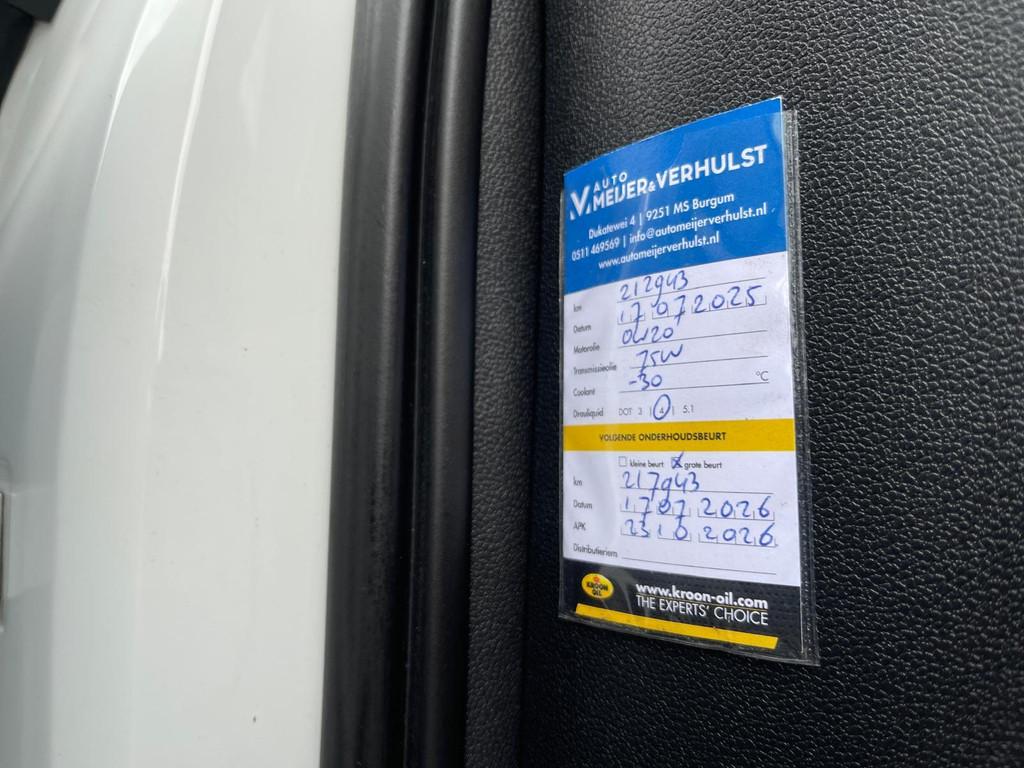 AUTO
MEIJER&VERHULST
Dukatewei 4 | 9251 MS Burgum
0511 469569 | info@automeijerverhulst.nl
www.automeijerverhulst.nl
km 212943
Datum 17 07 2025
Motorolie 0W20
Transmissieolie 75W
Coolant -30 °C
Drauliquid DOT 3 | 4 | 5.1
VOLGENDE ONDERHOUDSBEURT
kleine beurt grote beurt
km 217943
Datum 17 07 2026
APK 23 10 2026
Distributieriem
KROON OIL
www.kroon-oil.com
THE EXPERTS' CHOICE